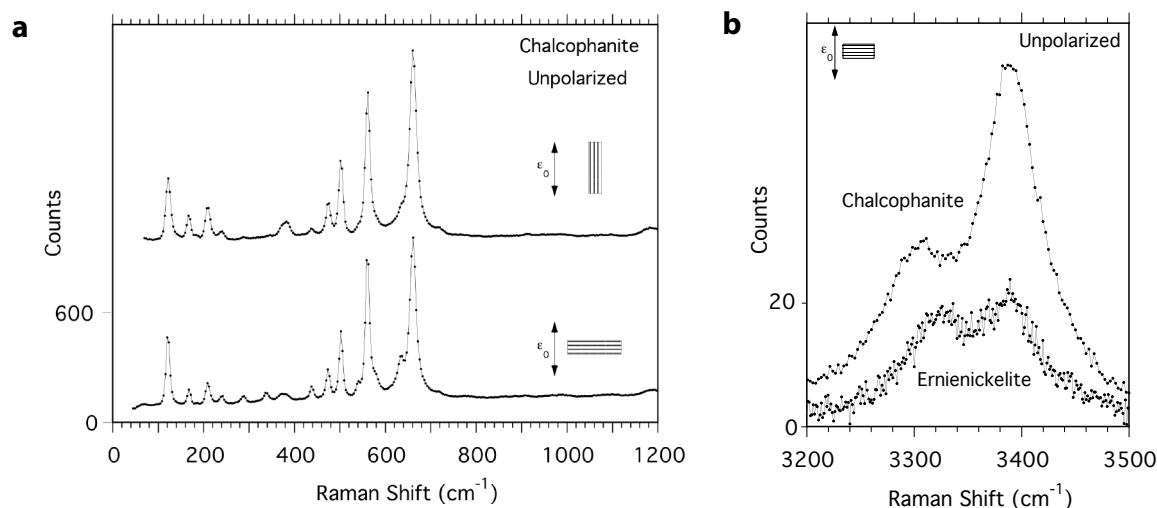 a
Chalcophanite
Unpolarized
ε₀
ε₀
Counts
600
0
0 200 400 600 800 1000 1200
Raman Shift (cm⁻¹)
b
ε₀
Unpolarized
Chalcophanite
Ernienickelite
Counts
20
0
3200 3300 3400 3500
Raman Shift (cm⁻¹)